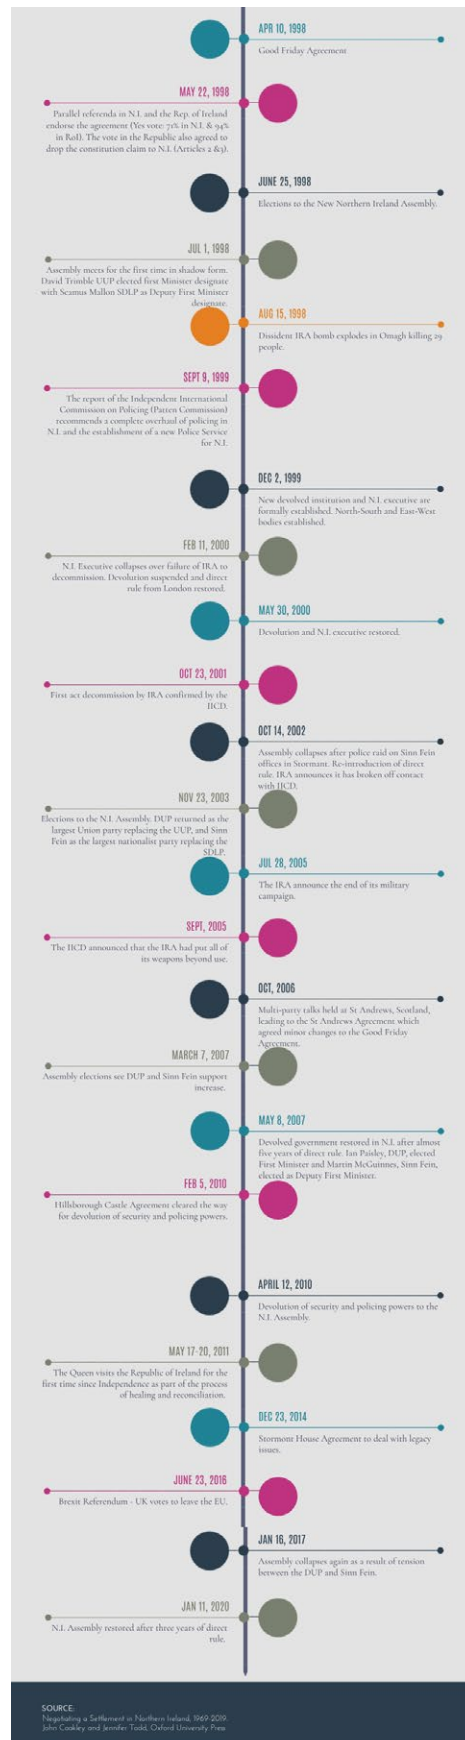 APR 10, 1998
Good Friday Agreement
MAY 22, 1998
Parallel referenda in N.I. and the Rep. of Ireland
endorse the agreement (Yes vote: 71% in N.I. & 94%
in RoI). The vote in the Republic also agreed to
drop the constitution claim to N.I. (Articles 2 &3).
JUNE 25, 1998
Elections to the New Northern Ireland Assembly.
JUL 1, 1998
Assembly meets for the first time in shadow form.
David Trimble UUP elected first Minister designate
with Seamus Mallon SDLP as Deputy First Minister
designate.
AUG 15, 1998
Dissident IRA bomb explodes in Omagh killing 29
people.
SEPT 9, 1999
The report of the Independent International
Commission on Policing (Patten Commission)
recommends a complete overhaul of policing in
N.I. and the establishment of a new Police Service
for N.I.
DEC 2, 1999
New devolved institution and N.I. executive are
formally established. North-South and East-West
bodies established.
FEB 11, 2000
N.I. Executive collapses over failure of IRA to
decommission. Devolution suspended and direct
rule from London restored.
MAY 30, 2000
Devolution and N.I. executive restored.
OCT 23, 2001
First act decommission by IRA confirmed by the
IICD.
OCT 14, 2002
Assembly collapses after police raid on Sinn Fein
offices in Stormant. Re-introduction of direct
rule. IRA announces it has broken off contact
with IICD.
NOV 23, 2003
Elections to the N.I. Assembly. DUP returned as the
largest Union party replacing the UUP, and Sinn
Fein as the largest nationalist party replacing the
SDLP.
JUL 28, 2005
The IRA announce the end of its military
campaign.
SEPT, 2005
The IICD announced that the IRA had put all of
its weapons beyond use.
OCT, 2006
Multi-party talks held at St Andrews, Scotland,
leading to the St Andrews Agreement which
agreed minor changes to the Good Friday
Agreement.
MARCH 7, 2007
Assembly elections see DUP and Sinn Fein support
increase.
MAY 8, 2007
Devolved government restored in N.I. after almost
five years of direct rule. Ian Paisley, DUP, elected
First Minister and Martin McGuinnes, Sinn Fein,
elected as Deputy First Minister.
FEB 5, 2010
Hillsborough Castle Agreement cleared the way
for devolution of security and policing powers.
APRIL 12, 2010
Devolution of security and policing powers to the
N.I. Assembly.
MAY 17-20, 2011
The Queen visits the Republic of Ireland for the
first time since Independence as part of the process
of healing and reconciliation.
DEC 23, 2014
Stormont House Agreement to deal with legacy
issues.
JUNE 23, 2016
Brexit Referendum - UK votes to leave the EU.
JAN 16, 2017
Assembly collapses again as a result of tension
between the DUP and Sinn Fein.
JAN 11, 2020
N.I. Assembly restored after three years of direct
rule.
SOURCE:
Negotiating a Settlement in Northern Ireland, 1969-2019.
John Coakley and Jennifer Todd, Oxford University Press